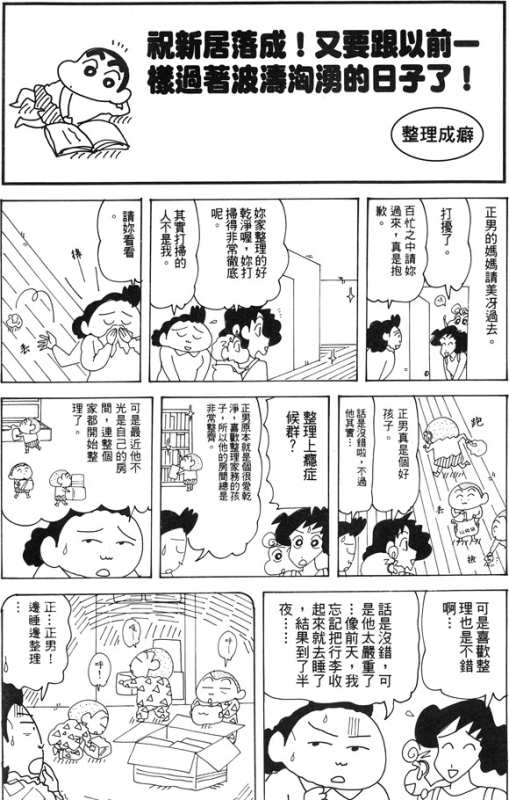 祝新居落成！又要跟以前一
樣過著波濤洶湧的日子了！
整理成癖
正男的媽媽請美冴過去。
打擾了。
百忙之中請妳
過來，真是抱
歉。
妳家整理的好
乾淨喔，妳打
掃得非常徹底
呢。
其實打掃的
人不是我。
請妳看看
。
擤
跑
正男真是個好
孩子。
話是沒錯啦，不過
他其實…
搬
整理上癮症
候群？
正男原本就是個很愛乾
淨，喜歡整理家務的孩
子，所以他的房間總是
非常整齊。
可是最近他不
光是自己的房
間，連整個
家都開始整
理了。
可是喜歡整
理也是不錯
啊…
話是沒錯，可
是他太嚴重了
…像前天，我
忘記把行李收
起來就去睡了
，結果到了半
夜……
呼…！
呼…！
正…正男！
邊睡邊整理
…